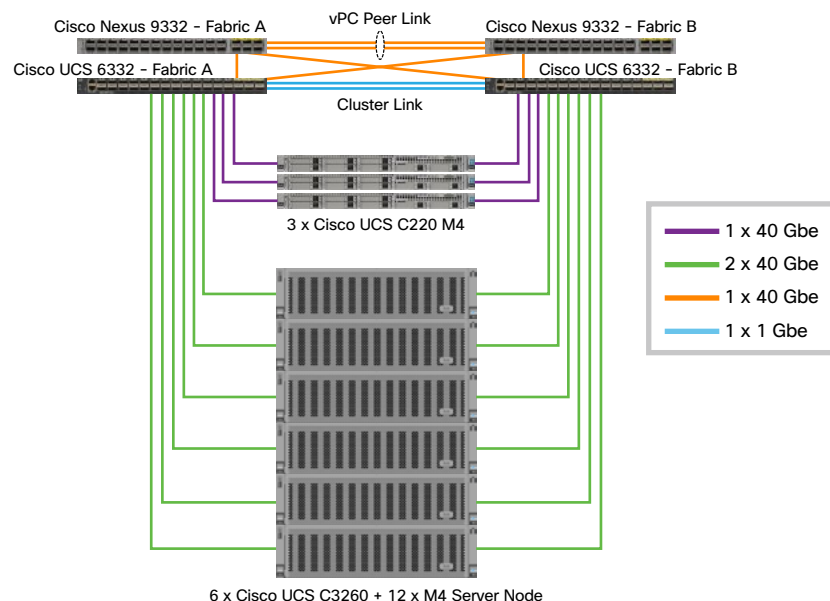 vPC Peer Link
Cisco Nexus 9332 - Fabric A
Cisco Nexus 9332 - Fabric B
Cisco UCS 6332 - Fabric A
Cisco UCS 6332 - Fabric B
Cluster Link
3 x Cisco UCS C220 M4
1 x 40 Gbe
2 x 40 Gbe
1 x 40 Gbe
1 x 1 Gbe
6 x Cisco UCS C3260 + 12 x M4 Server Node